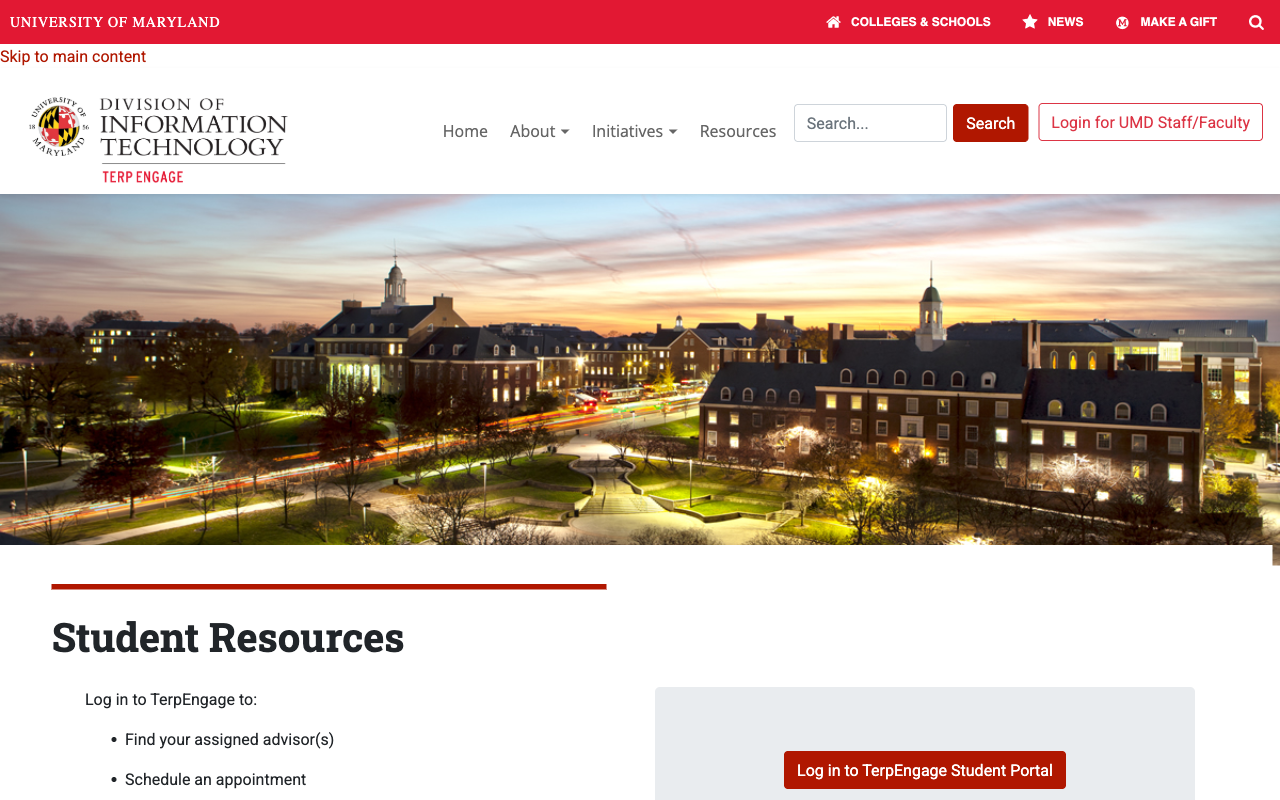 UNIVERSITY OF MARYLAND
COLLEGES & SCHOOLS
NEWS
MAKE A GIFT
Skip to main content
UNIVERSITY OF
18 56
MARYLAND
DIVISION OF
INFORMATION
TECHNOLOGY
TERP ENGAGE
Home
About
Initiatives
Resources
Search...
Search
Login for UMD Staff/Faculty
Student Resources
Log in to TerpEngage to:
• Find your assigned advisor(s)
• Schedule an appointment
Log in to TerpEngage Student Portal